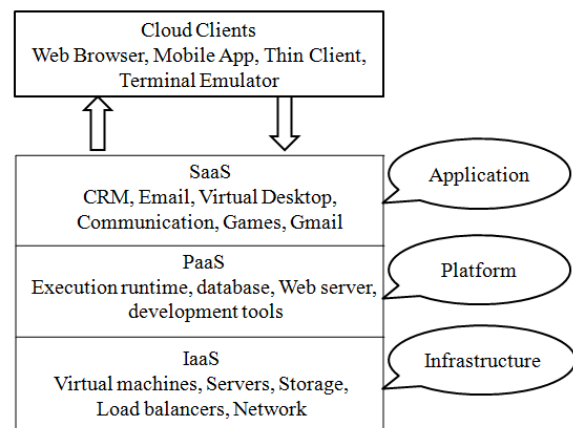 Cloud Clients
Web Browser, Mobile App, Thin Client,
Terminal Emulator
SaaS
CRM, Email, Virtual Desktop,
Communication, Games, Gmail
Application
PaaS
Execution runtime, database, Web server,
development tools
Platform
IaaS
Virtual machines, Servers, Storage,
Load balancers, Network
Infrastructure